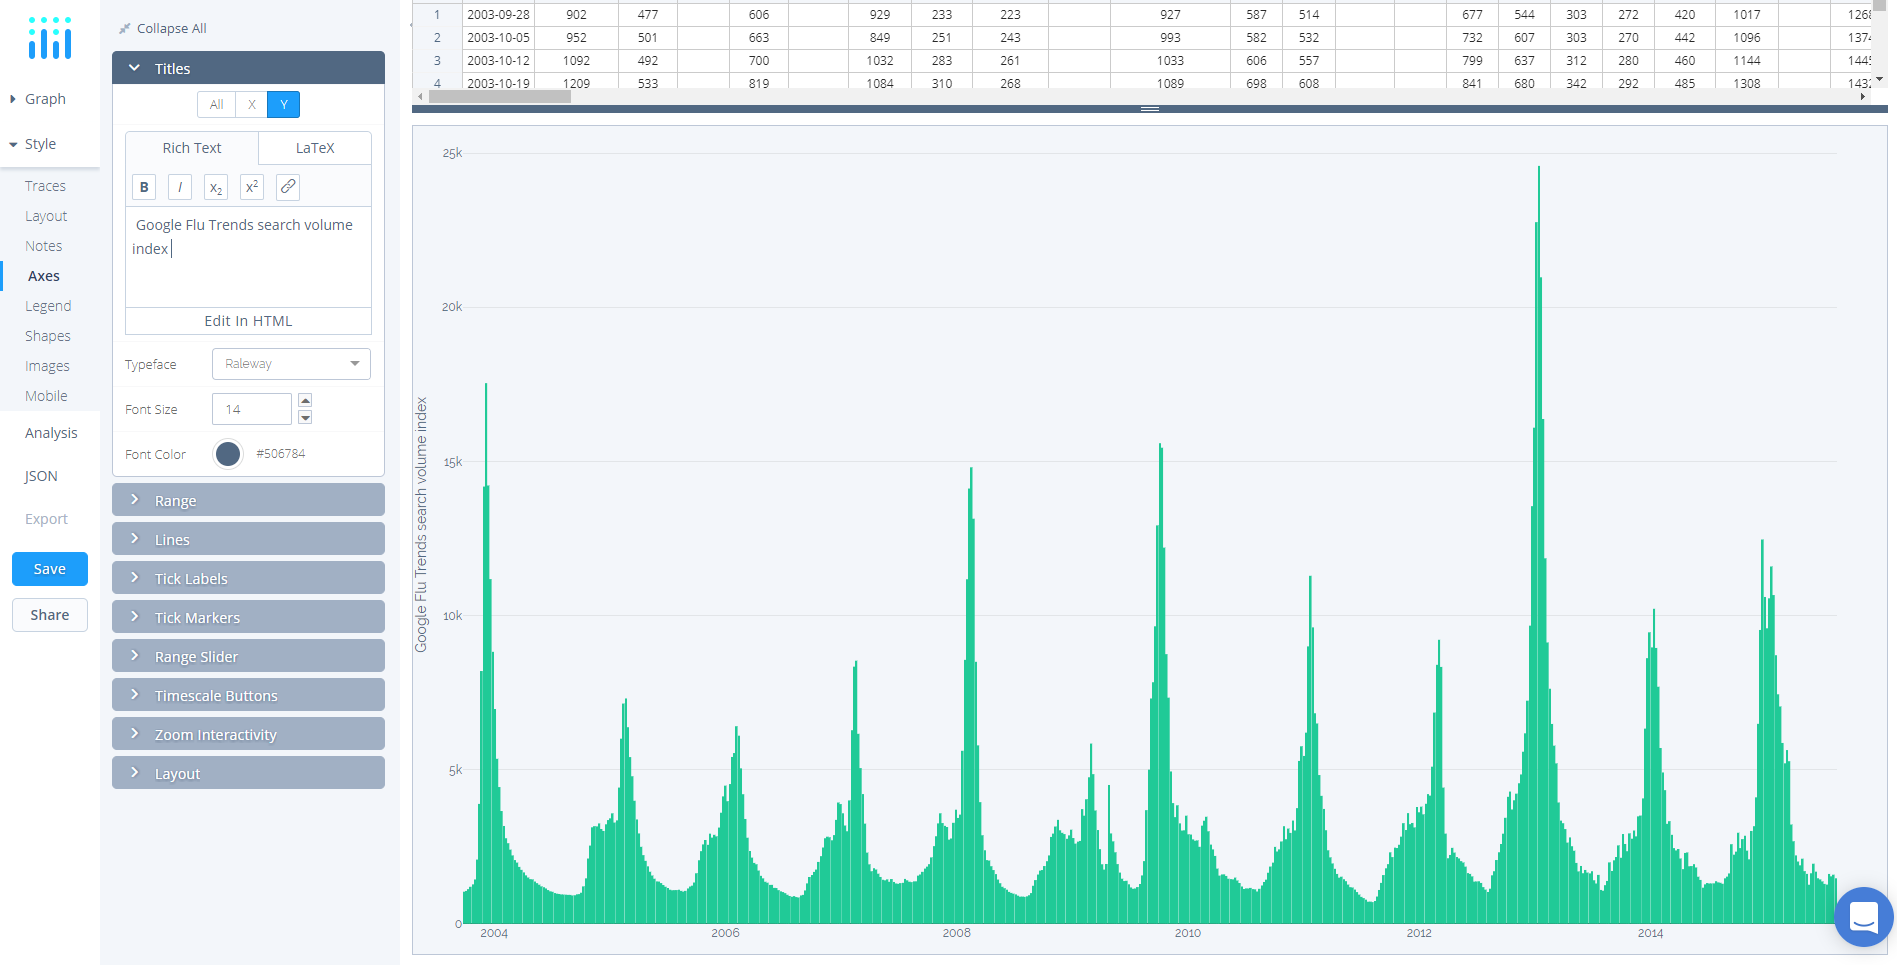 Graph
Style
Traces
Layout
Notes
Axes
Legend
Shapes
Images
Mobile
Analysis
JSON
Export
Save
Share
Collapse All
Titles
All X Y
Rich Text LaTeX
B I x2 x2
Google Flu Trends search volume
index
Edit In HTML
Typeface Raleway
Font Size 14
Font Color #506784
Range
Lines
Tick Labels
Tick Markers
Range Slider
Timescale Buttons
Zoom Interactivity
Layout
1 2003-09-28 902 477 606 929 233 223 927 587 514 677 544 303 272 420 1017 1268
2 2003-10-05 952 501 663 849 251 243 993 582 532 732 607 303 270 442 1096 1374
3 2003-10-12 1092 492 700 1032 283 261 1033 606 557 799 637 312 280 460 1144 1445
4 2003-10-19 1209 533 819 1084 310 268 1089 698 608 841 680 342 292 485 1308 1432
Google Flu Trends search volume index
25k
20k
15k
10k
5k
0
2004 2006 2008 2010 2012 2014